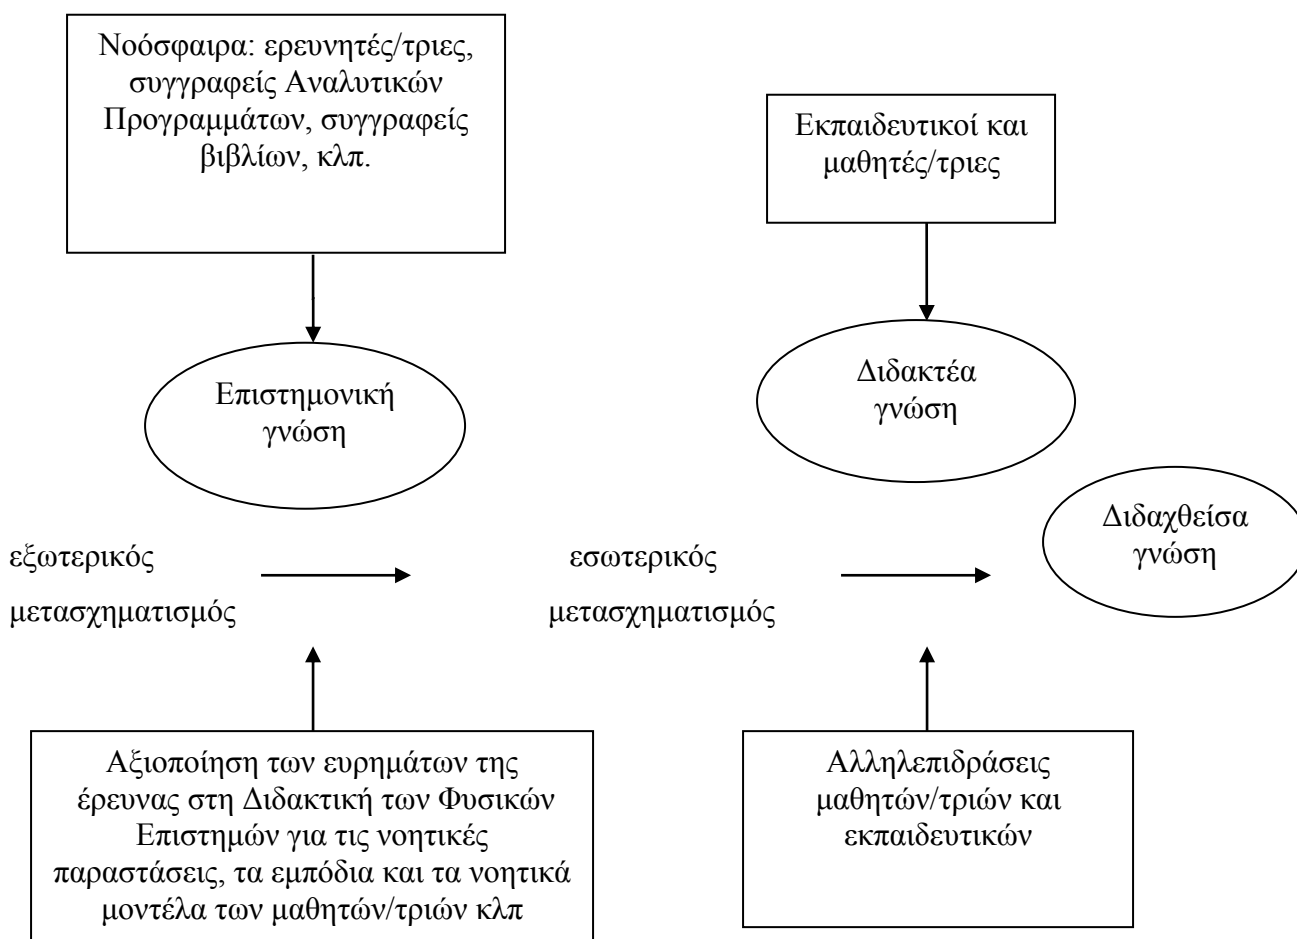 Νοόσφαιρα: ερευνητές/τριες,
συγγραφείς Αναλυτικών
Προγραμμάτων, συγγραφείς
βιβλίων, κλπ.
Εκπαιδευτικοί και
μαθητές/τριες
Επιστημονική
γνώση
Διδακτέα
γνώση
Διδαχθείσα
γνώση
εξωτερικός
μετασχηματισμός
εσωτερικός
μετασχηματισμός
Αξιοποίηση των ευρημάτων της
έρευνας στη Διδακτική των Φυσικών
Επιστημών για τις νοητικές
παραστάσεις, τα εμπόδια και τα νοητικά
μοντέλα των μαθητών/τριών κλπ
Αλληλεπιδράσεις
μαθητών/τριών και
εκπαιδευτικών